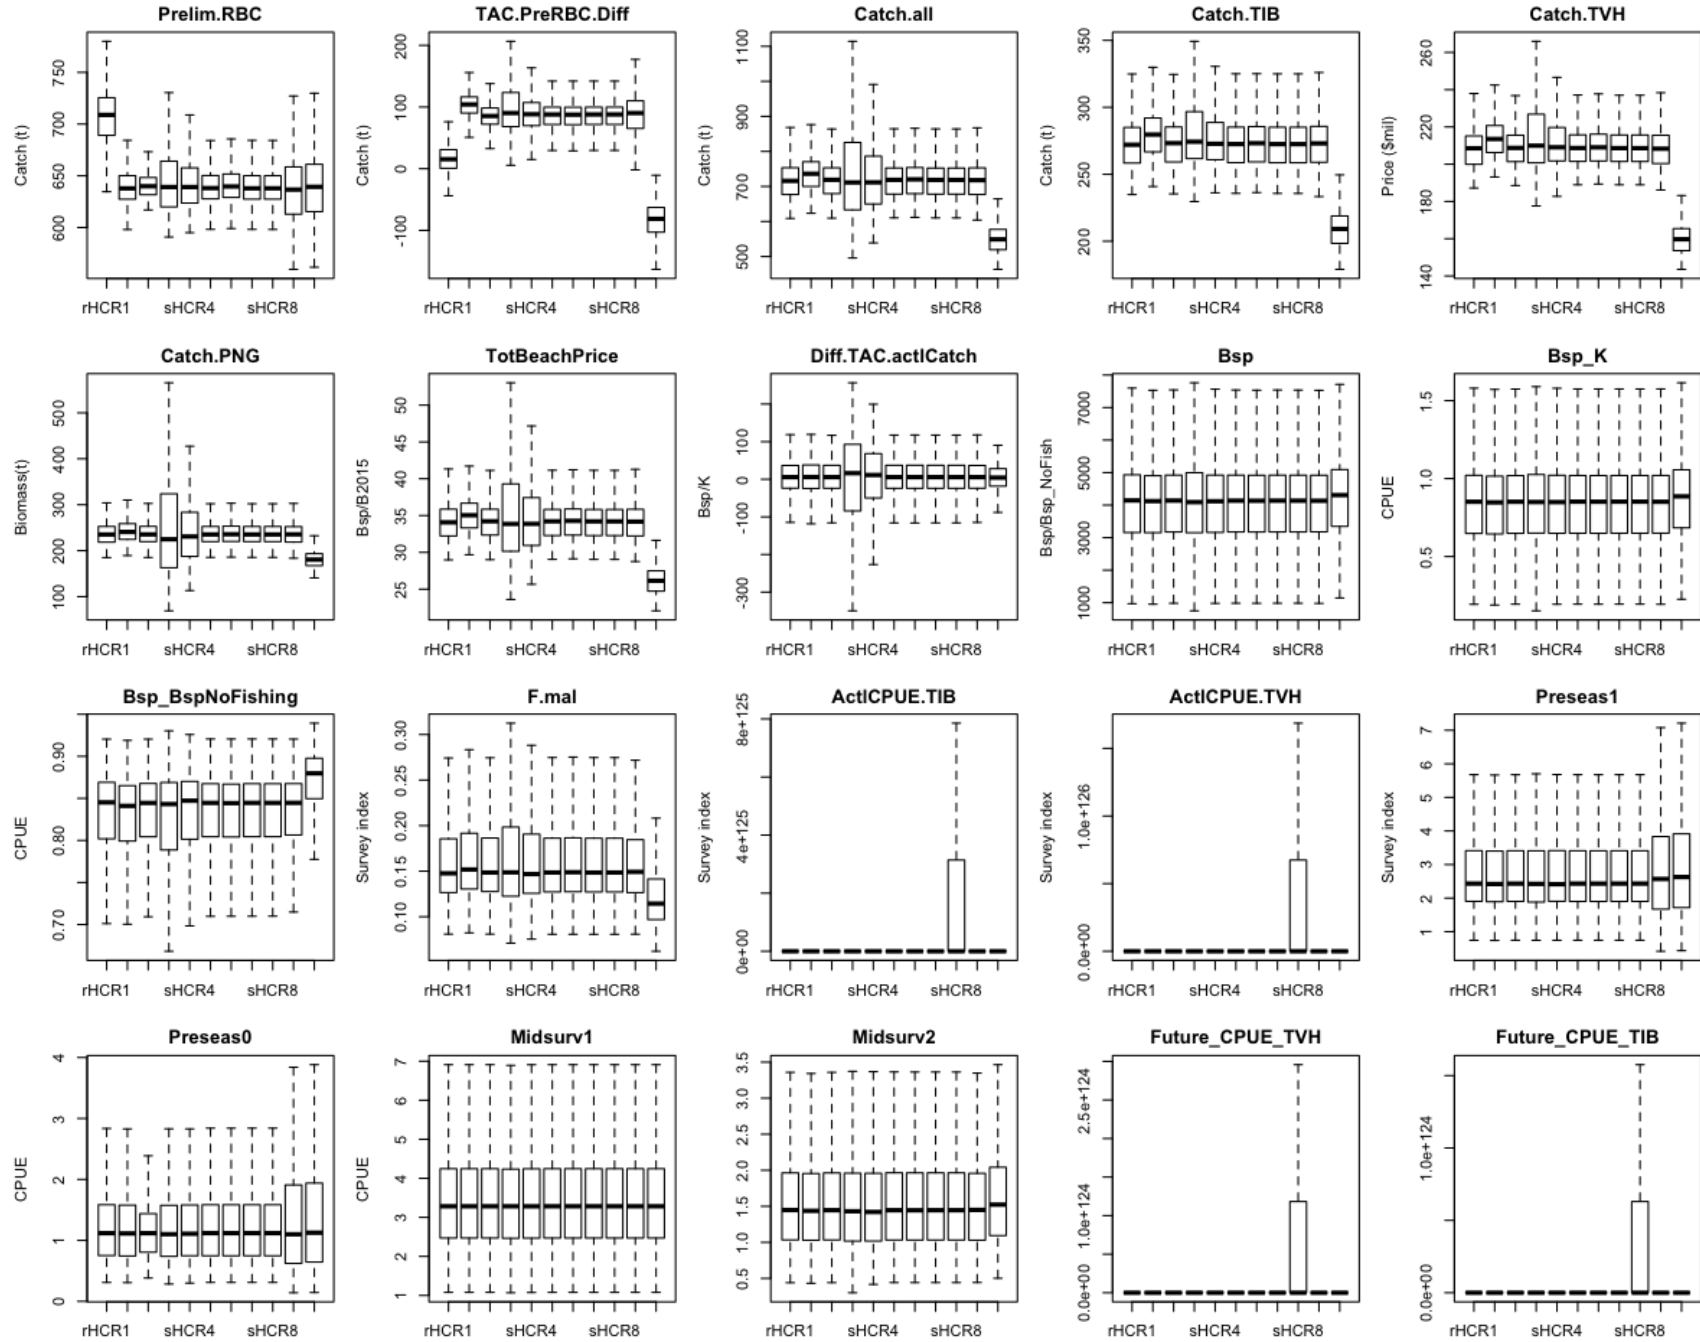 Prelim.RBC
Catch (t)
750
700
650
600
rHCR1 sHCR4 sHCR8
TAC.PreRBC.Diff
Catch (t)
200
100
0
-100
rHCR1 sHCR4 sHCR8
Catch.all
Catch (t)
1100
900
700
500
rHCR1 sHCR4 sHCR8
Catch.TIB
Catch (t)
350
300
250
200
rHCR1 sHCR4 sHCR8
Catch.TVH
Price ($mil)
260
220
180
140
rHCR1 sHCR4 sHCR8
Catch.PNG
Biomass(t)
500
400
300
200
100
rHCR1 sHCR4 sHCR8
TotBeachPrice
Bsp/B2015
50
45
40
35
30
25
rHCR1 sHCR4 sHCR8
Diff.TAC.actlCatch
Bsp/K
100
0
-100
-300
rHCR1 sHCR4 sHCR8
Bsp
Bsp/Bsp_NoFish
7000
5000
3000
1000
rHCR1 sHCR4 sHCR8
Bsp_K
CPUE
1.5
1.0
0.5
rHCR1 sHCR4 sHCR8
Bsp_BspNoFishing
CPUE
0.90
0.80
0.70
rHCR1 sHCR4 sHCR8
F.mal
Survey index
0.30
0.25
0.20
0.15
0.10
rHCR1 sHCR4 sHCR8
ActlCPUE.TIB
Survey index
8e+125
4e+125
0e+00
rHCR1 sHCR4 sHCR8
ActlCPUE.TVH
Survey index
1.0e+126
0.0e+00
rHCR1 sHCR4 sHCR8
Preseas1
Survey index
7
6
5
4
3
2
1
rHCR1 sHCR4 sHCR8
Preseas0
CPUE
4
3
2
1
0
rHCR1 sHCR4 sHCR8
Midsurv1
CPUE
7
6
5
4
3
2
1
rHCR1 sHCR4 sHCR8
Midsurv2
3.5
3.0
2.5
2.0
1.5
1.0
0.5
rHCR1 sHCR4 sHCR8
Future_CPUE_TVH
2.5e+124
1.0e+124
0.0e+00
rHCR1 sHCR4 sHCR8
Future_CPUE_TIB
1.0e+124
0.0e+00
rHCR1 sHCR4 sHCR8